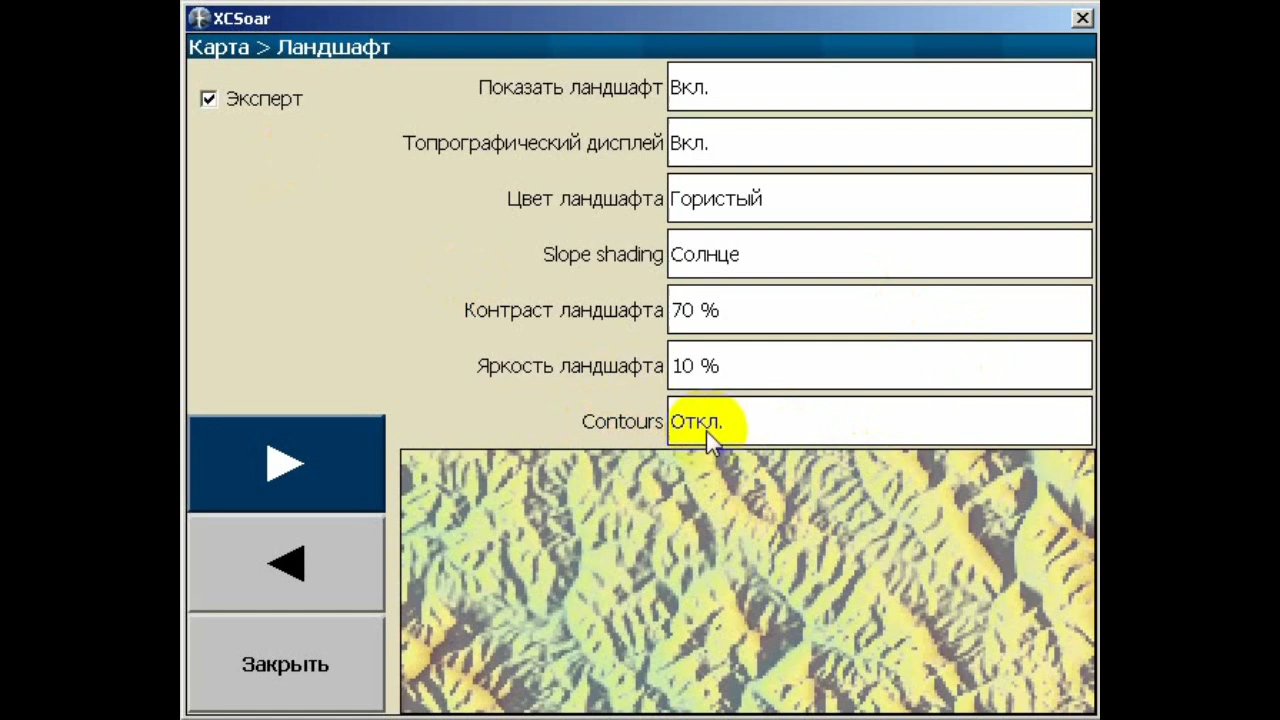 XCSoar
Карта > Ландшафт
Эксперт
Показать ландшафт Вкл.
Топрографический дисплей Вкл.
Цвет ландшафта Гористый
Slope shading Солнце
Контраст ландшафта 70 %
Яркость ландшафта 10 %
Contours Откл.
Закрыть